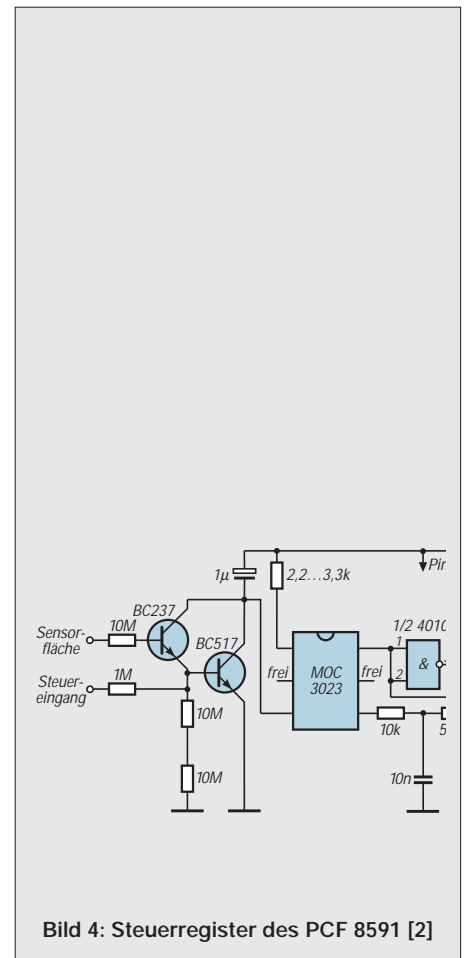 1µ
2,2...3,3k
Pin
BC237
10M
Sensor-
fläche
BC517
1/2 4010
1
&
2
MOC
3023
frei
frei
1M
Steuer-
eingang
10M
10k
5
10M
10n
Bild 4: Steuerregister des PCF 8591 [2]